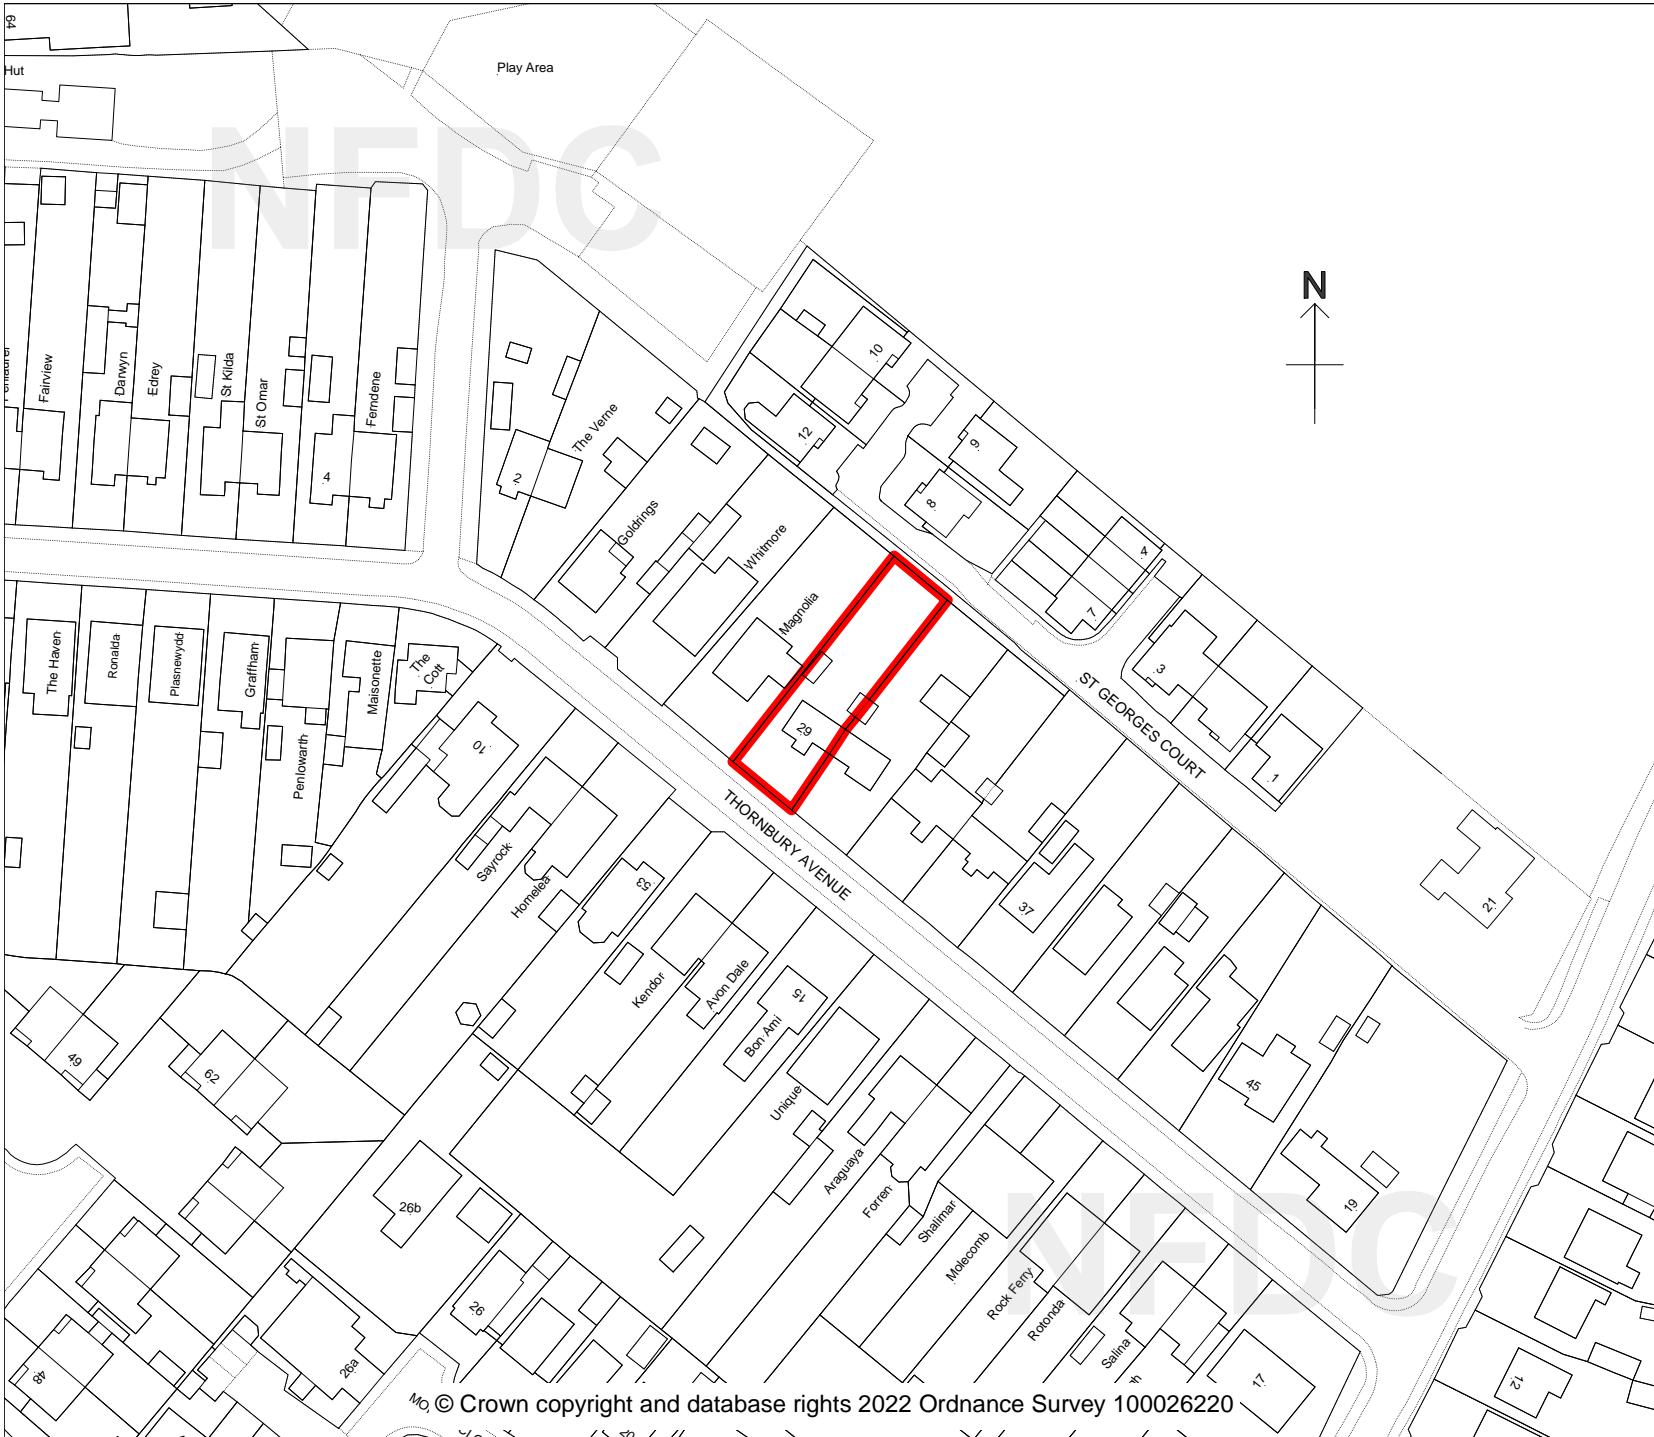 64
Hut
Play Area
NFDC
N
Fairview
Darwyn
Edrey
St Kilda
St Omar
4
Ferndene
2
The Verne
Goldrings
Whitmore
Magnolia
29
10
12
9
8
4
7
3
1
ST GEORGES COURT
21
The Haven
Ronalda
Plasnewydd
Graffham
Penlowarth
Maisonette
The
Cott
10
Sayrock
Homelea
53
Kendor
Avon Dale
15
Bon Ami
Unique
THORNBURY AVENUE
37
45
19
Araguaya
Forren
Shalimar
Molecomb
Rock Ferry
Rotonda
Salina
17
12
49
62
26b
26
26a
48
NFDC
MO
© Crown copyright and database rights 2022 Ordnance Survey 100026220